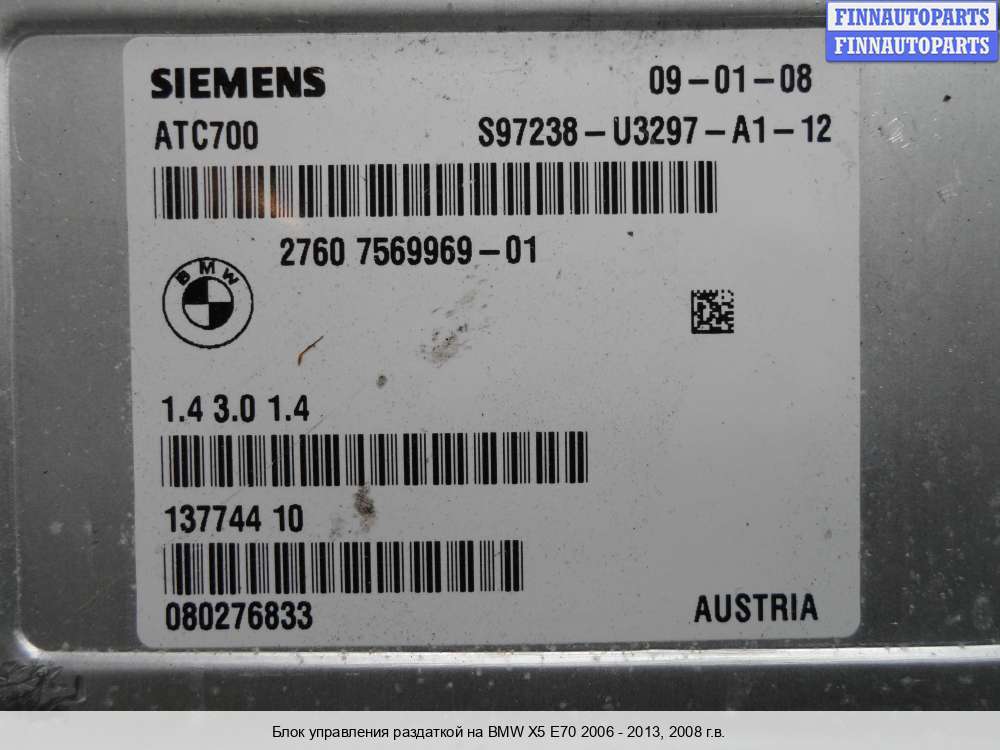 FINNAUTOPARTS
FINNAUTOPARTS
SIEMENS 09-01-08
ATC700 S97238-U3297-A1-12
2760 7569969-01
BMW
1.4 3.0 1.4
137744 10
080276833 AUSTRIA
Блок управления раздаткой на BMW X5 E70 2006 - 2013, 2008 г.в.